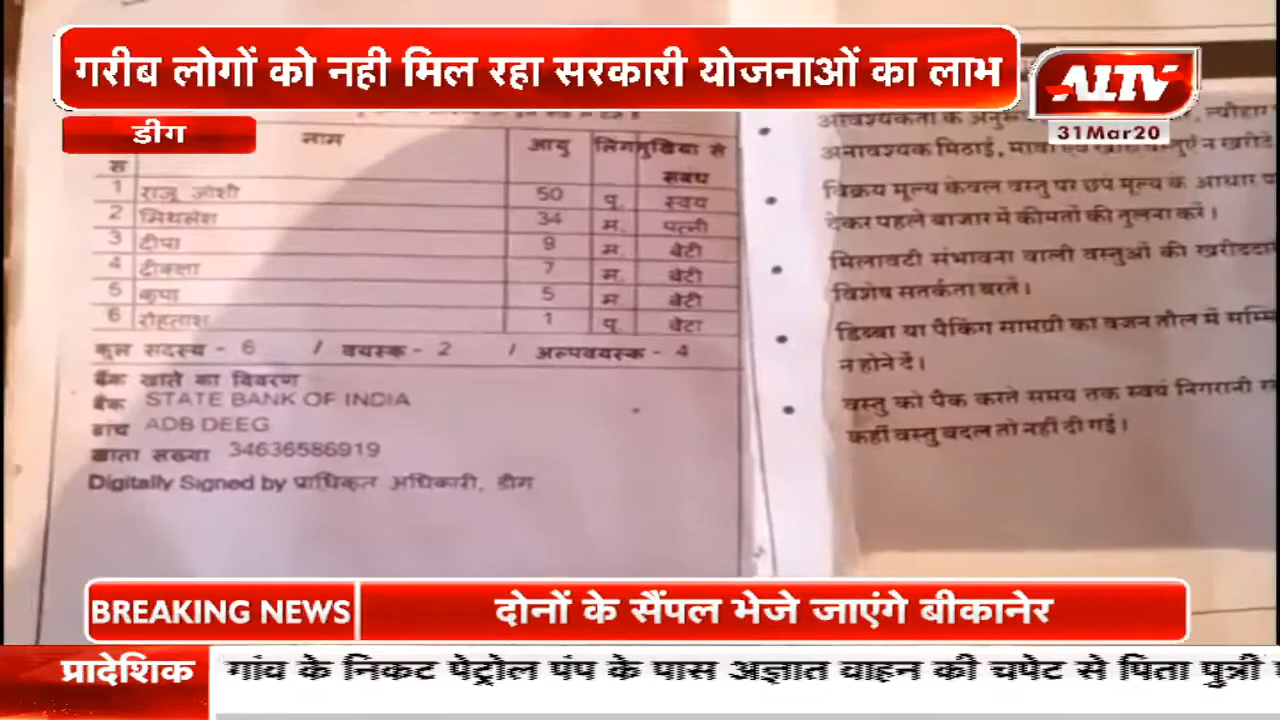 गरीब लोगों को नही मिल रहा सरकारी योजनाओं का लाभ
ALTV
31Mar20
डीग
स नाम आयु लिग मुखिया से सबध
1 राजू जोशी 50 पु. स्वय
2 मिथलेश 34 म. पत्नी
3 दीपा 9 म. बेटी
4 दीक्षा 7 म. बेटी
5 कृपा 5 म. बेटी
6 रोहताश 1 पु. बेटा
कुल सदस्य - 6 / वयस्क - 2 / अल्पवयस्क - 4
बैंक खाते का विवरण
बैंक STATE BANK OF INDIA
ब्राच ADB DEEG
खाता सख्या 34636586919
Digitally Signed by प्राधिकृत अधिकारी, डीग
आवश्यकता के त्यौहार
अनावश्यक मिठाई, न खरीदें
विक्रय मूल्य केवल वस्तु पर छपे मूल्य के आधार
देकर पहले बाजार में कीमतों की तुलना करें।
मिलावटी संभावना वाली वस्तुओं की
विशेष सतर्कता बरतें।
डिब्बा या पैकिंग सामग्री का वजन तौल में
न होने दें।
वस्तु को पैक करते समय तक स्वयं निगरानी
कहीं वस्तु बदल तो नहीं दी गई।
BREAKING NEWS दोनों के सैंपल भेजे जाएंगे बीकानेर
प्रादेशिक गांव के निकट पेट्रोल पंप के पास अज्ञात वाहन की चपेट से पिता पुत्री